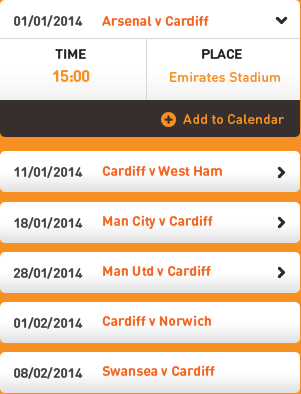 01/01/2014 Arsenal v Cardiff
TIME PLACE
15:00 Emirates Stadium
Add to Calendar
11/01/2014 Cardiff v West Ham
18/01/2014 Man City v Cardiff
28/01/2014 Man Utd v Cardiff
01/02/2014 Cardiff v Norwich
08/02/2014 Swansea v Cardiff